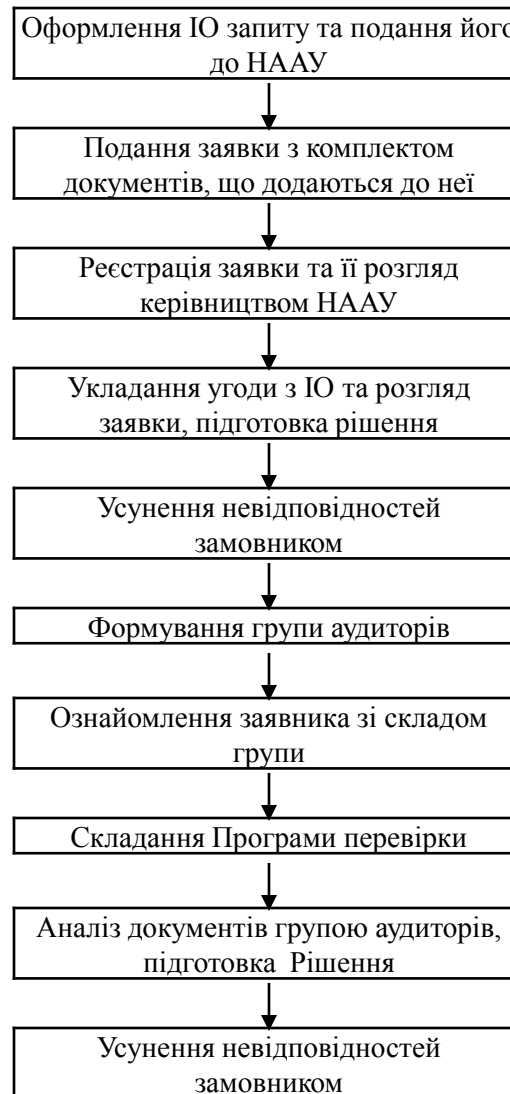 Оформлення ІО запиту та подання його
до НААУ
Подання заявки з комплектом
документів, що додаються до неї
Реєстрація заявки та її розгляд
керівництвом НААУ
Укладання угоди з ІО та розгляд
заявки, підготовка рішення
Усунення невідповідностей
замовником
Формування групи аудиторів
Ознайомлення заявника зі складом
групи
Складання Програми перевірки
Аналіз документів групою аудиторів,
підготовка Рішення
Усунення невідповідностей
замовником